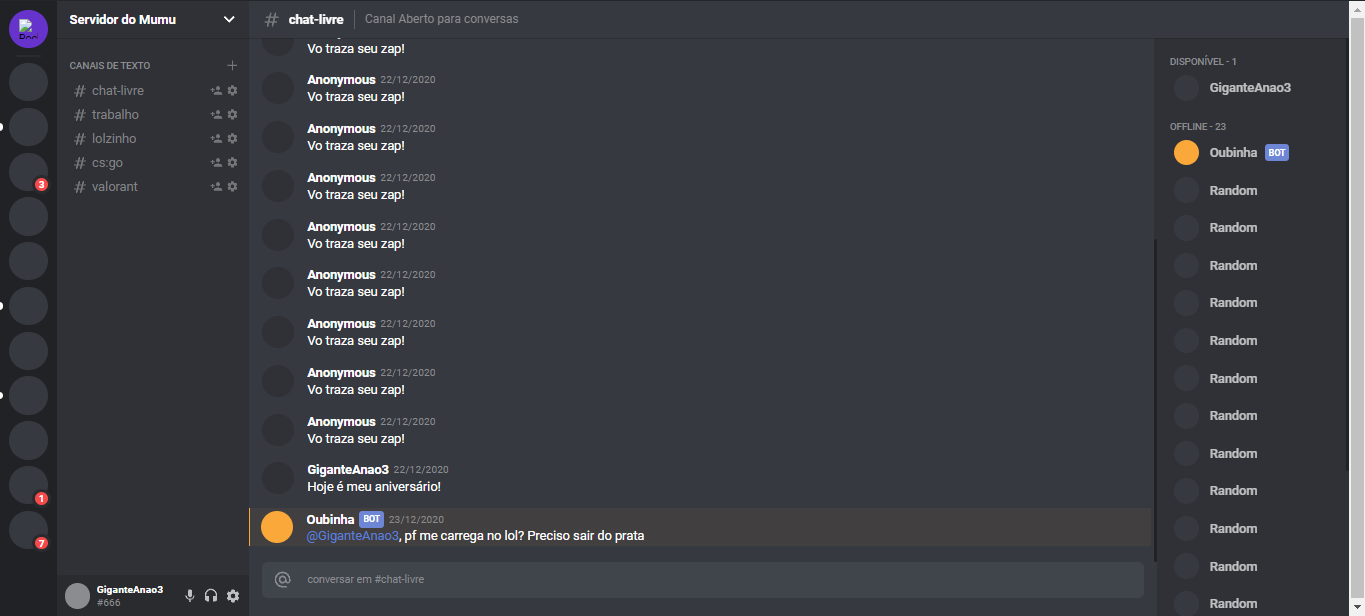 Servidor do Mumu
3
1
7
CANAIS DE TEXTO
chat-livre
trabalho
lolzinho
cs:go
valorant
GiganteAnao3
#666
chat-livre
Canal Aberto para conversas
Vo traza seu zap!
Anonymous 22/12/2020
Vo traza seu zap!
Anonymous 22/12/2020
Vo traza seu zap!
Anonymous 22/12/2020
Vo traza seu zap!
Anonymous 22/12/2020
Vo traza seu zap!
Anonymous 22/12/2020
Vo traza seu zap!
Anonymous 22/12/2020
Vo traza seu zap!
Anonymous 22/12/2020
Vo traza seu zap!
Anonymous 22/12/2020
Vo traza seu zap!
GiganteAnao3 22/12/2020
Hoje é meu aniversário!
Oubinha BOT 23/12/2020
@GiganteAnao3, pf me carrega no lol? Preciso sair do prata
conversar em #chat-livre
DISPONÍVEL - 1
GiganteAnao3
OFFLINE - 23
Oubinha BOT
Random
Random
Random
Random
Random
Random
Random
Random
Random
Random
Random
Random